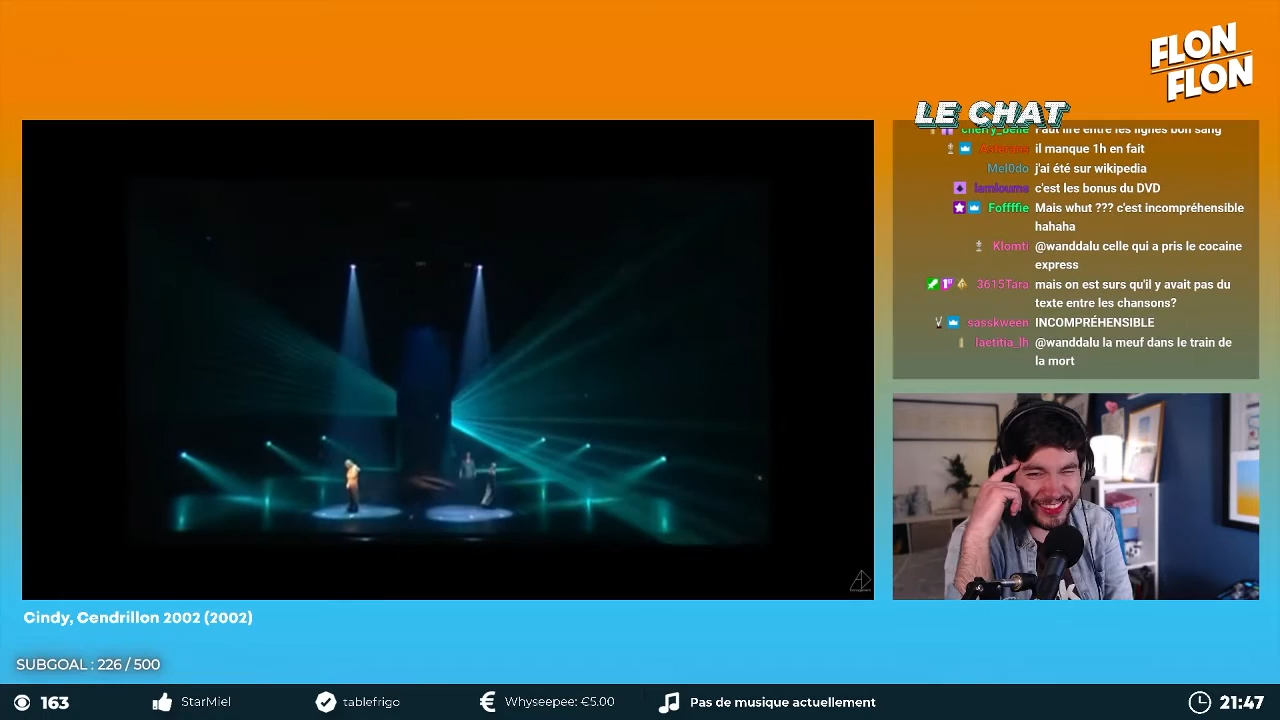 FLON
FLON
LE CHAT
cherry_belle Faut lire entre les lignes bon sang
Asterans il manque 1h en fait
Mel0do j'ai été sur wikipedia
iamloume c'est les bonus du DVD
Foffffie Mais whut ??? c'est incompréhensible
hahaha
Klomti @wanddalu celle qui a pris le cocaine
express
3615Tara mais on est surs qu'il y avait pas du
texte entre les chansons?
sasskween INCOMPRÉHENSIBLE
laetitia_lh @wanddalu la meuf dans le train de
la mort
Cindy, Cendrillon 2002 (2002)
SUBGOAL : 226 / 500
163 StarMiel tablefrigo Whyseepee: €5.00 Pas de musique actuellement 21:47